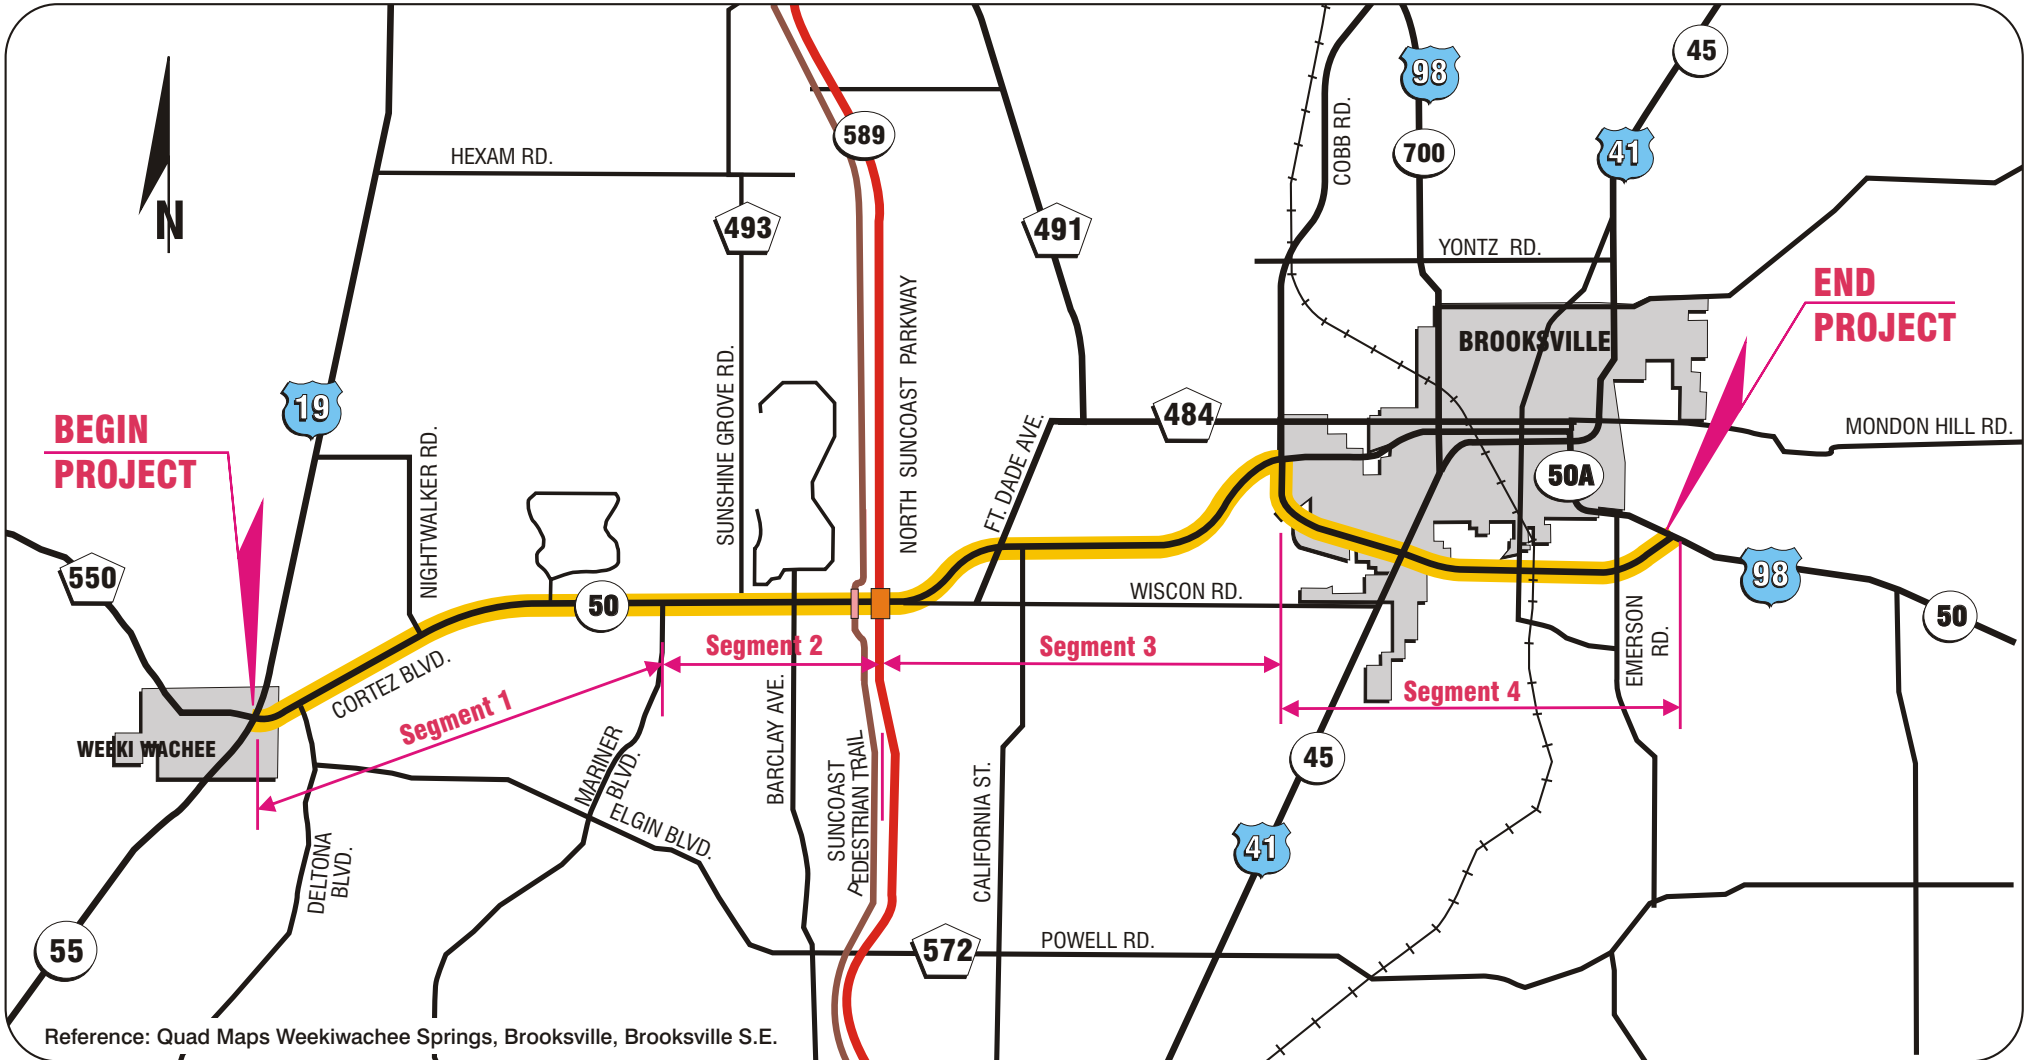 45
98
COBB RD.
589
700
41
HEXAM RD.
N
493
491
YONTZ RD.
END
PROJECT
NORTH SUNCOAST PARKWAY
BROOKSVILLE
SUNSHINE GROVE RD.
19
BEGIN
PROJECT
484
FT. DADE AVE.
MONDON HILL RD.
NIGHTWALKER RD.
50A
550
98
50
WISCON RD.
50
EMERSON
RD.
Segment 2
Segment 3
CORTEZ BLVD.
Segment 1
Segment 4
WEEKI WACHEE
MARINER
BLVD.
BARCLAY AVE.
SUNCOAST
PEDESTRIAN TRAIL
CALIFORNIA ST.
45
ELGIN BLVD.
41
DELTONA
BLVD.
55
572
POWELL RD.
Reference: Quad Maps Weekiwachee Springs, Brooksville, Brooksville S.E.